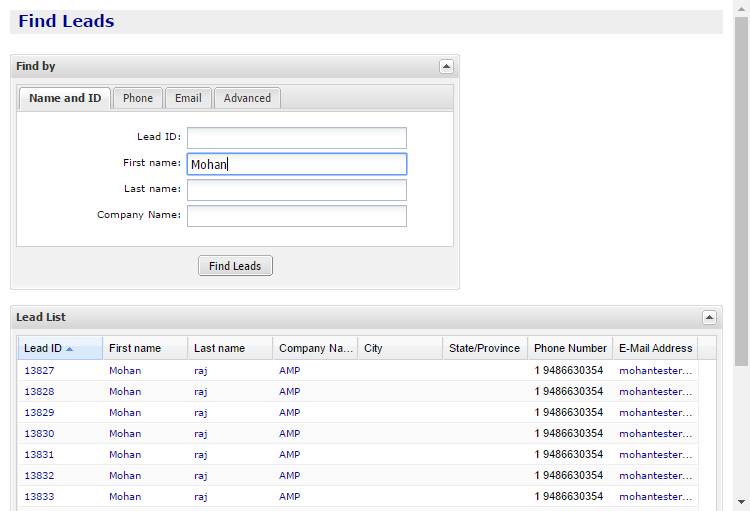 Find Leads
Find by
Name and ID Phone Email Advanced
Lead ID:
First name: Mohan
Last name:
Company Name:
Find Leads
Lead List
Lead ID First name Last name Company Na... City State/Province Phone Number E-Mail Address
13827 Mohan raj AMP 1 9486630354 mohantester...
13828 Mohan raj AMP 1 9486630354 mohantester...
13829 Mohan raj AMP 1 9486630354 mohantester...
13830 Mohan raj AMP 1 9486630354 mohantester...
13831 Mohan raj AMP 1 9486630354 mohantester...
13832 Mohan raj AMP 1 9486630354 mohantester...
13833 Mohan raj AMP 1 9486630354 mohantester...